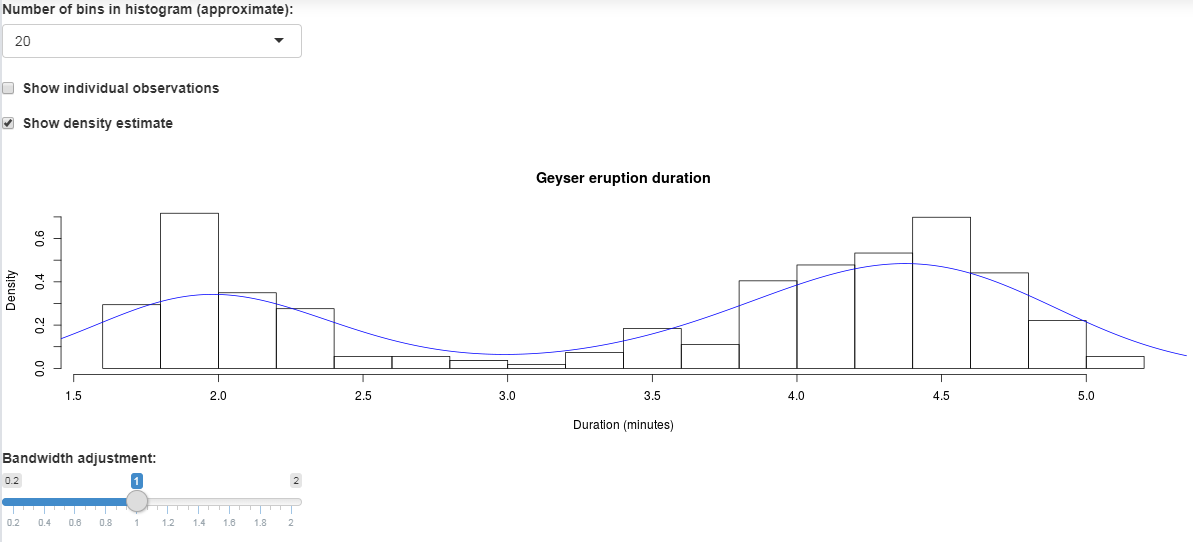 Number of bins in histogram (approximate):
20
Show individual observations
Show density estimate
Geyser eruption duration
Density
0.0 0.2 0.4 0.6
1.5 2.0 2.5 3.0 3.5 4.0 4.5 5.0
Duration (minutes)
Bandwidth adjustment:
0.2 1 2
0.2 0.4 0.6 0.8 1 1.2 1.4 1.6 1.8 2